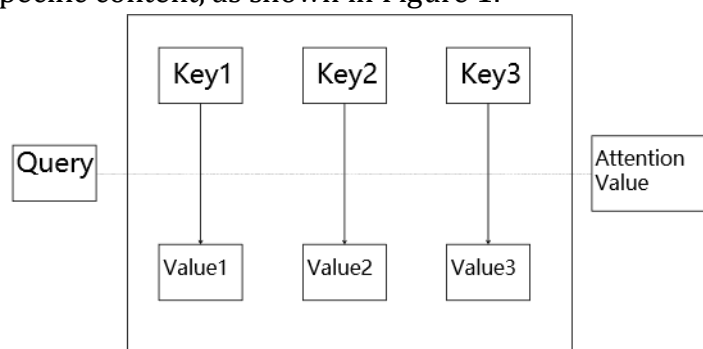 pecific content, as shown in Figure 1.
Key1 Key2 Key3
Query
Attention
Value
Value1 Value2 Value3